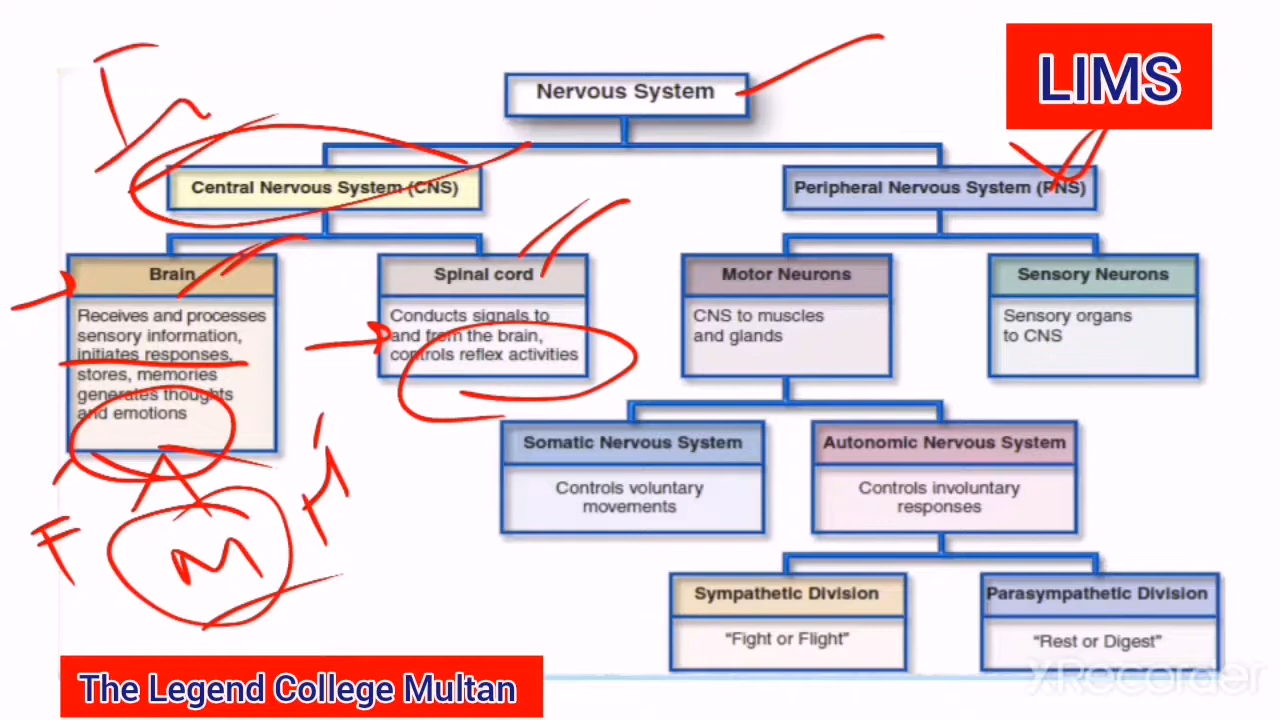 LIMS
Nervous System
Central Nervous System (CNS)
Peripheral Nervous System (PNS)
Brain
Receives and processes
sensory information,
initiates responses,
stores, memories
generates thoughts
and emotions
Spinal cord
Conducts signals to
and from the brain,
controls reflex activities
Motor Neurons
CNS to muscles
and glands
Sensory Neurons
Sensory organs
to CNS
Somatic Nervous System
Controls voluntary
movements
Autonomic Nervous System
Controls involuntary
responses
F
M
Sympathetic Division
"Fight or Flight"
Parasympathetic Division
"Rest or Digest"
The Legend College Multan
XRecorder